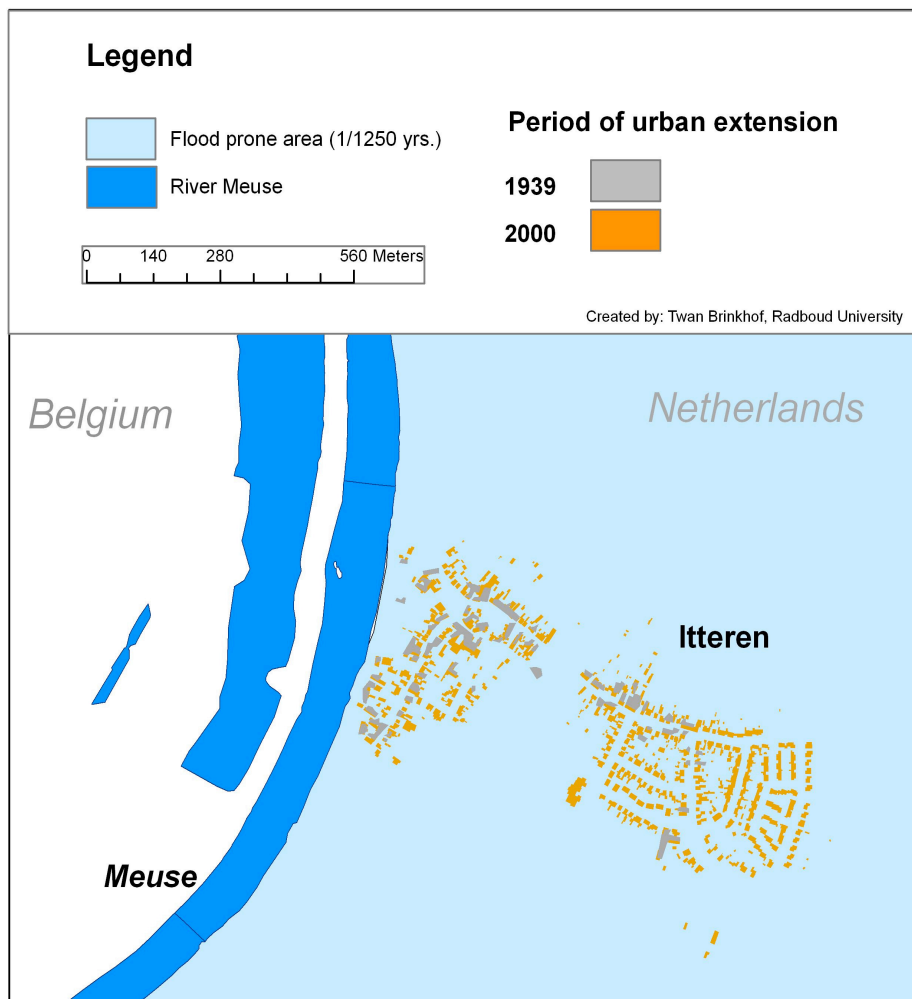 Legend
Flood prone area (1/1250 yrs.)
River Meuse
0 140 280 560 Meters
Period of urban extension
1939
2000
Created by: Twan Brinkhof, Radboud University
Belgium
Netherlands
Itteren
Meuse